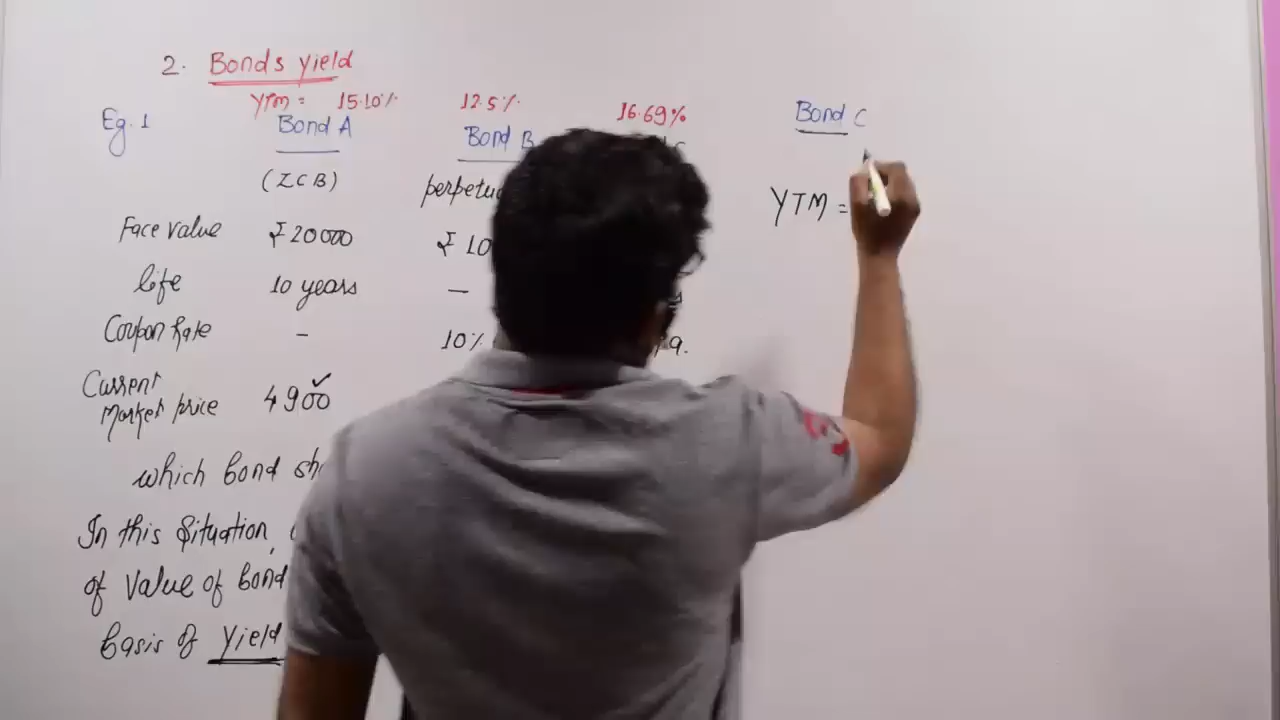 2. Bonds yield
YTM = 15.10% 12.5% 16.69%
Eg. 1 Bond A Bond B Bond C
(ZCB)
Face value ₹20000 ₹10
life 10 years -
Coupon Rate - 10%
Current Market price 4900
which bond
In this Situation,
of Value of bond
basis of Yield
YTM =